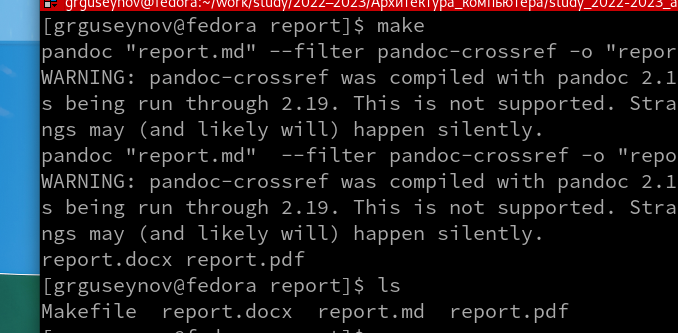 grguseynov@fedora:~/work/study/2022–2023/Архитектура_компьютера/study_2022-2023_a
[grguseynov@fedora report]$ make
pandoc "report.md" --filter pandoc-crossref -o "repor
WARNING: pandoc-crossref was compiled with pandoc 2.1
s being run through 2.19. This is not supported. Stra
ngs may (and likely will) happen silently.
pandoc "report.md"  --filter pandoc-crossref -o "repo
WARNING: pandoc-crossref was compiled with pandoc 2.1
s being run through 2.19. This is not supported. Stra
ngs may (and likely will) happen silently.
report.docx report.pdf
[grguseynov@fedora report]$ ls
Makefile  report.docx  report.md  report.pdf